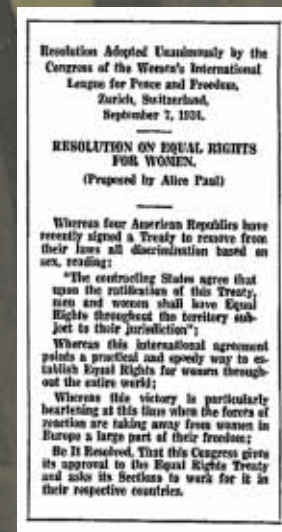 Resolution Adopted Unanimously by the
Congress of the Women's International
League for Peace and Freedom,
Zurich, Switzerland,
September 7, 1934.
RESOLUTION ON EQUAL RIGHTS
FOR WOMEN.
(Proposed by Alice Paul)
Whereas four American Republics have
recently signed a Treaty to remove from
their laws all discrimination based on
sex, reading:
"The contracting States agree that
upon the ratification of this Treaty,
men and women shall have Equal
Rights throughout the territory sub-
ject to their jurisdiction";
Whereas this international agreement
points a practical and speedy way to es-
tablish Equal Rights for women through-
out the entire world;
Whereas this victory is particularly
heartening at this time when the forces of
reaction are taking away from women in
Europe a large part of their freedom;
Be It Resolved, That this Congress gives
its approval to the Equal Rights Treaty
and asks its Sections to work for it in
their respective countries.